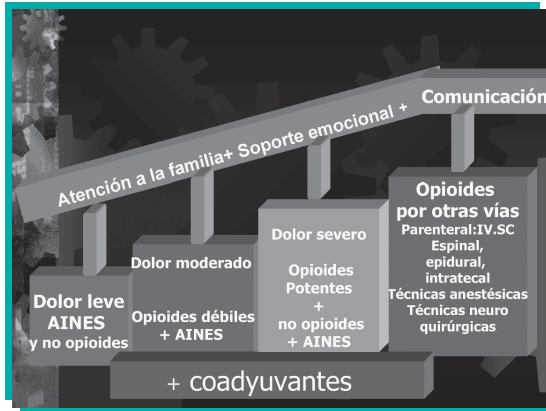 Atención a la familia+ Soporte emocional +
Comunicación
Dolor leve
AINES
y no opioides
Dolor moderado
Opioides débiles
+ AINES
Dolor severo
Opioides
Potentes
+
no opioides
+ AINES
Opioides
por otras vías
Parenteral:IV.SC
Espinal,
epidural,
intratecal
Técnicas anestésicas
Técnicas neuro
quirúrgicas
+ coadyuvantes